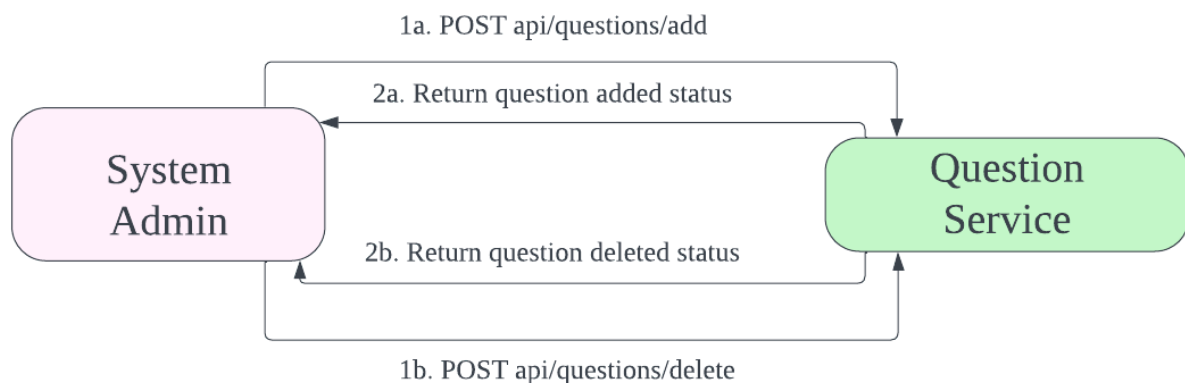 1a. POST api/questions/add
2a. Return question added status
System
Admin
Question
Service
2b. Return question deleted status
1b. POST api/questions/delete